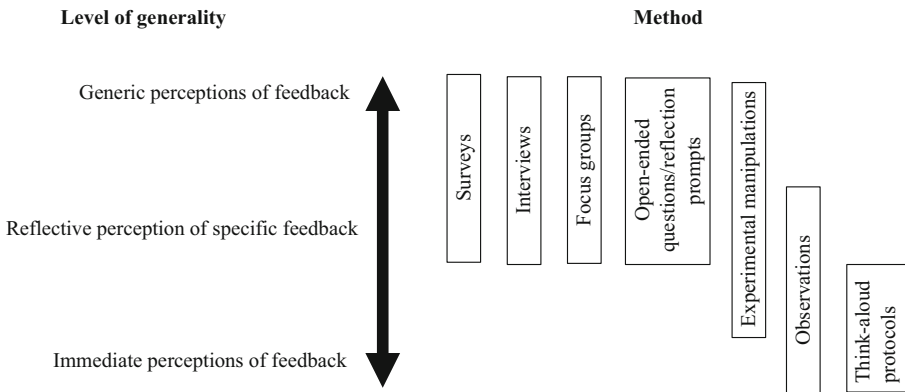 Level of generality
Method
Generic perceptions of feedback
Reflective perception of specific feedback
Immediate perceptions of feedback
Surveys
Interviews
Focus groups
Open-ended
questions/reflection
prompts
Experimental manipulations
Observations
Think-aloud
protocols